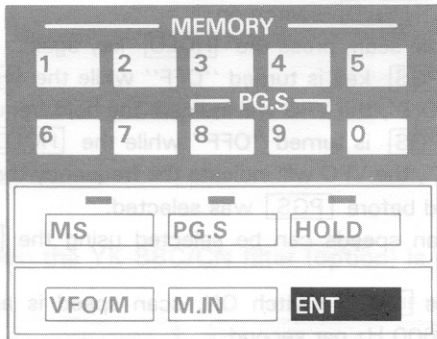 MEMORY
1 2 3 4 5
PG.S
6 7 8 9 0
MS PG.S HOLD
VFO/M M.IN ENT